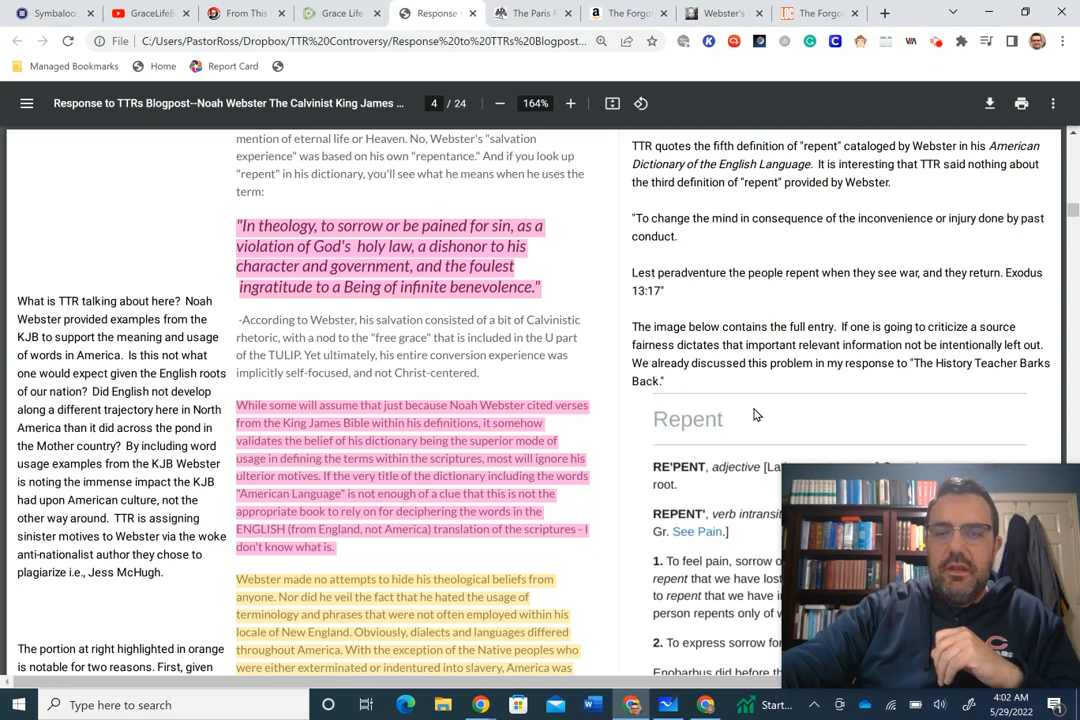 Symbaloo
GraceLifeB
From This
Grace Life
Response
The Paris R
The Forgot
Webster's
The Forgo
File
C:/Users/PastorRoss/Dropbox/TTR%20Controversy/Response%20to%20TTRs%20Blogpost...
Managed Bookmarks
Home
Report Card
Response to TTRs Blogpost--Noah Webster The Calvinist King James ...
4 / 24
164%
What is TTR talking about here? Noah
Webster provided examples from the
KJB to support the meaning and usage
of words in America. Is this not what
one would expect given the English roots
of our nation? Did English not develop
along a different trajectory here in North
America than it did across the pond in
the Mother country? By including word
usage examples from the KJB Webster
is noting the immense impact the KJB
had upon American culture, not the
other way around. TTR is assigning
sinister motives to Webster via the woke
anti-nationalist author they chose to
plagiarize i.e., Jess McHugh.
The portion at right highlighted in orange
is notable for two reasons. First, given
mention of eternal life or Heaven. No, Webster's "salvation
experience" was based on his own "repentance." And if you look up
"repent" in his dictionary, you'll see what he means when he uses the
term:
"In theology, to sorrow or be pained for sin, as a
violation of God's holy law, a dishonor to his
character and government, and the foulest
ingratitude to a Being of infinite benevolence."
-According to Webster, his salvation consisted of a bit of Calvinistic
rhetoric, with a nod to the "free grace" that is included in the U part
of the TULIP. Yet ultimately, his entire conversion experience was
implicitly self-focused, and not Christ-centered.
While some will assume that just because Noah Webster cited verses
from the King James Bible within his definitions, it somehow
validates the belief of his dictionary being the superior mode of
usage in defining the terms within the scriptures, most will ignore his
ulterior motives. If the very title of the dictionary including the words
"American Language" is not enough of a clue that this is not the
appropriate book to rely on for deciphering the words in the
ENGLISH (from England, not America) translation of the scriptures - I
don't know what is.
Webster made no attempts to hide his theological beliefs from
anyone. Nor did he veil the fact that he hated the usage of
terminology and phrases that were not often employed within his
locale of New England. Obviously, dialects and languages differed
throughout America. With the exception of the Native peoples who
were either exterminated or indentured into slavery, America was
TTR quotes the fifth definition of "repent" cataloged by Webster in his American
Dictionary of the English Language. It is interesting that TTR said nothing about
the third definition of "repent" provided by Webster.
"To change the mind in consequence of the inconvenience or injury done by past
conduct.
Lest peradventure the people repent when they see war, and they return. Exodus
13:17"
The image below contains the full entry. If one is going to criticize a source
fairness dictates that important relevant information not be intentionally left out.
We already discussed this problem in my response to "The History Teacher Barks
Back."
Repent
RE'PENT, adjective
root.
REPENT', verb
Gr. See Pain.]
1. To feel pain, sorrow
repent that we have
to repent that we have
person repents only of
2. To express sorrow
Enobarbus did before
Type here to search
Start...
4:02 AM
5/29/2022